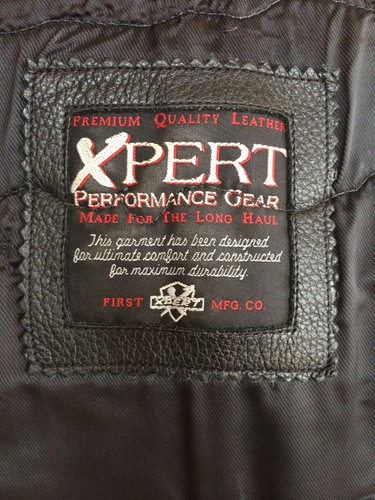 PREMIUM QUALITY LEATHER
XPERT
PERFORMANCE GEAR
MADE FOR THE LONG HAUL
This garment has been designed
for ultimate comfort and constructed
for maximum durability.
FIRST XPERT MFG. CO.